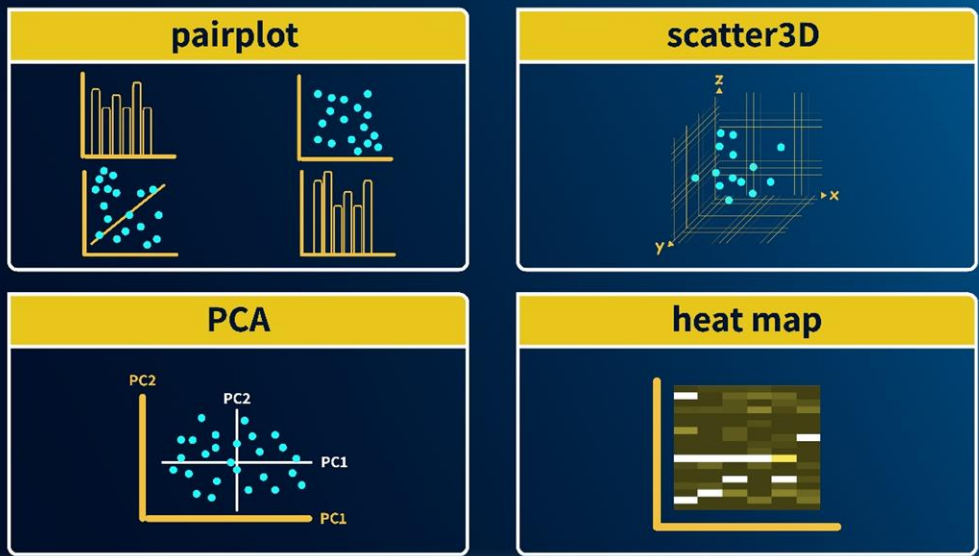 pairplot
scatter3D
z
x
y
PCA
PC2
PC2
PC1
PC1
heat map